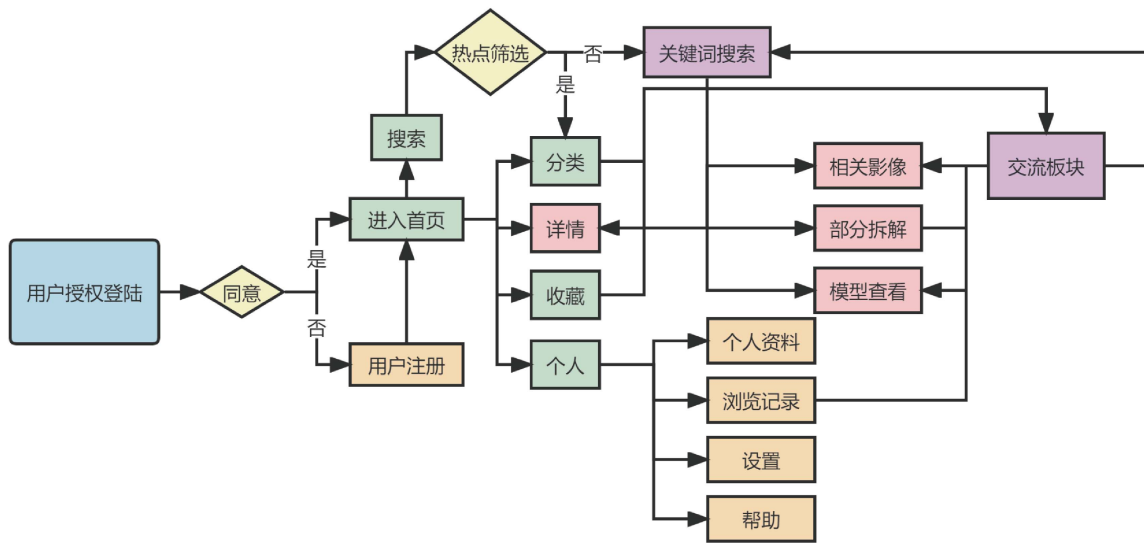 热点筛选
否
关键词搜索
是
搜索
分类
相关影像
交流板块
进入首页
详情
部分拆解
是
用户授权登陆
同意
收藏
模型查看
否
用户注册
个人
个人资料
浏览记录
设置
帮助